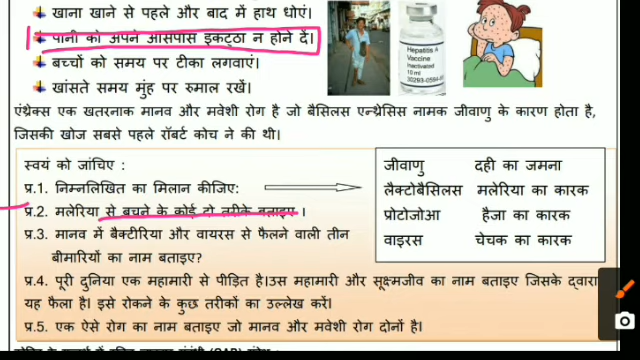 खाना खाने से पहले और बाद में हाथ धोएं।
पानी को अपने आसपास इकट्ठा न होने दें।
बच्चों को समय पर टीका लगवाएं।
खांसते समय मुंह पर रुमाल रखें।
Hepatitis A
Vaccine
Inactivated
10 ml
एंथ्रेक्स एक खतरनाक मानव और मवेशी रोग है जो बैसिलस एन्थ्रेसिस नामक जीवाणु के कारण होता है,
जिसकी खोज सबसे पहले रॉबर्ट कोच ने की थी।
स्वयं को जांचिए :
प्र.1. निम्नलिखित का मिलान कीजिए:
प्र.2. मलेरिया से बचने के कोई दो तरीके बताइए ।
प्र.3. मानव में बैक्टीरिया और वायरस से फैलने वाली तीन
बीमारियों का नाम बताइए?
जीवाणु दही का जमना
लैक्टोबैसिलस मलेरिया का कारक
प्रोटोजोआ हैजा का कारक
वाइरस चेचक का कारक
प्र.4. पूरी दुनिया एक महामारी से पीड़ित है।उस महामारी और सूक्ष्मजीव का नाम बताइए जिसके द्वारा
यह फैला है। इसे रोकने के कुछ तरीकों का उल्लेख करें।
प्र.5. एक ऐसे रोग का नाम बताइए जो मानव और मवेशी रोग दोनों है।